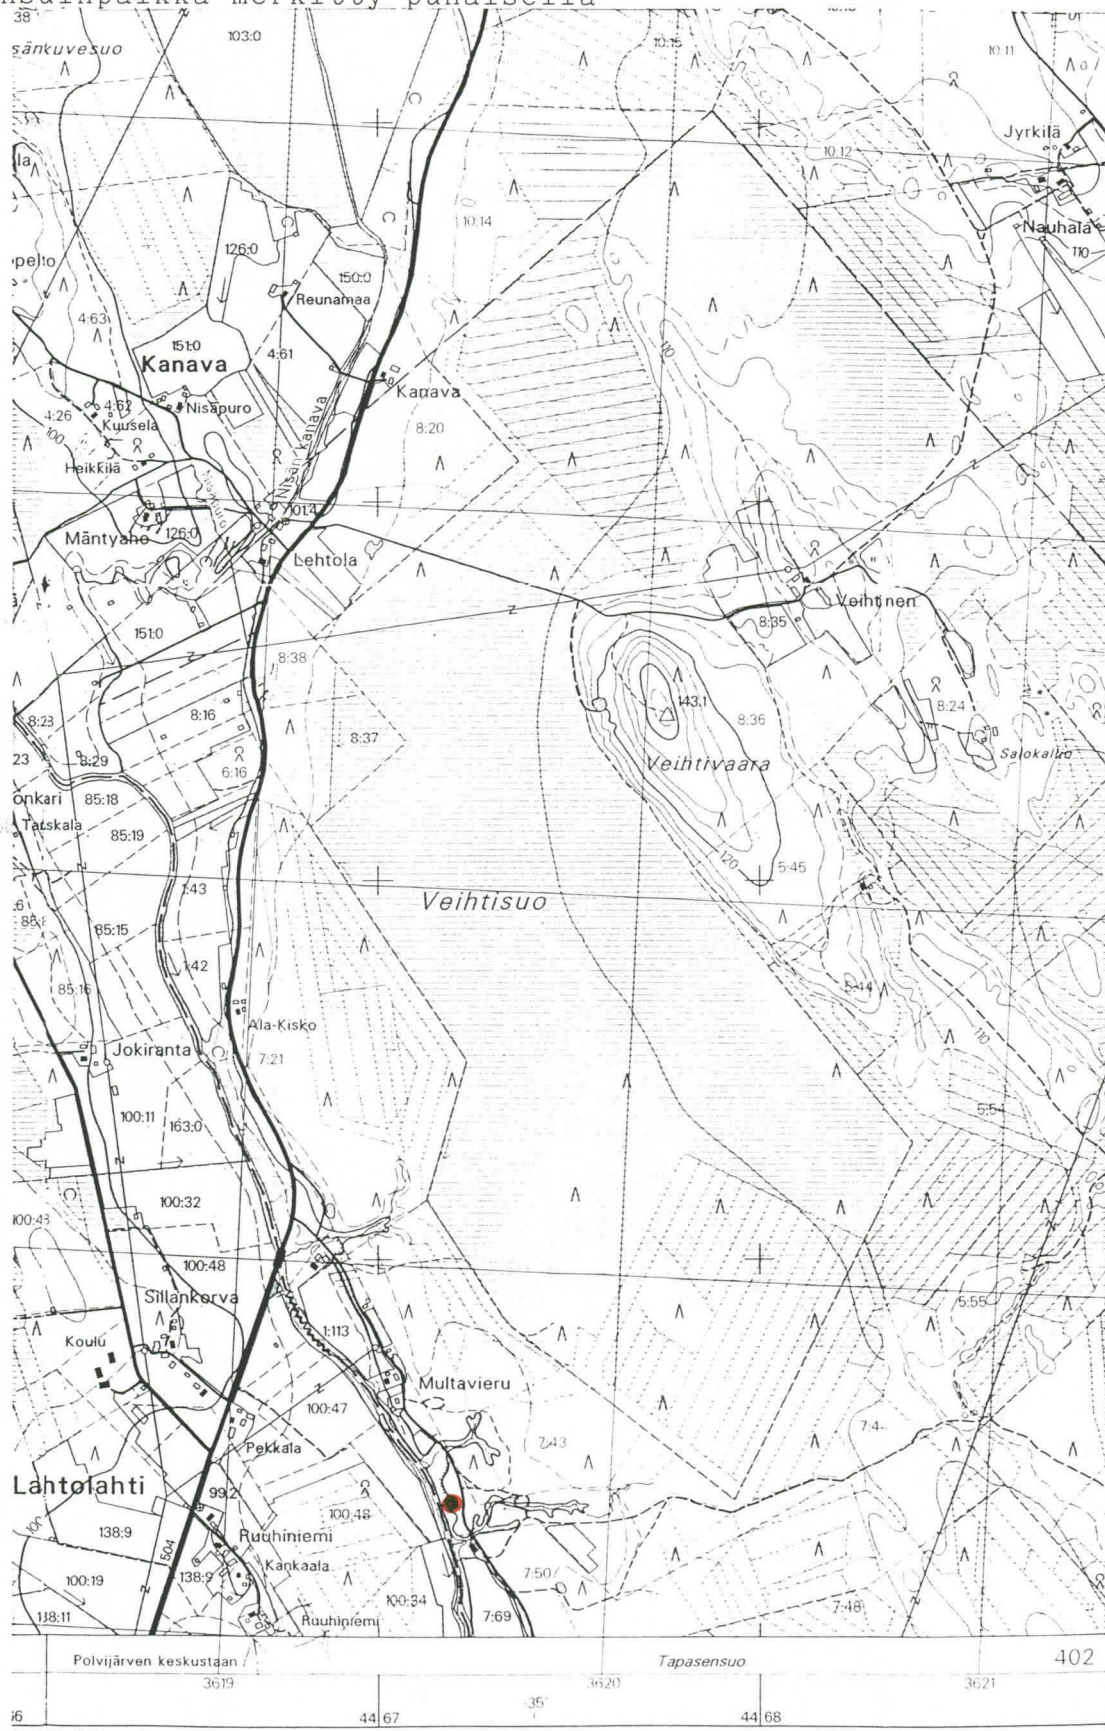 merkitty punaisella
38
103:0
10:15
10:11
sänkuvesuo
Jyrkilä
10:12
10:14
126:0
Nauhala
110
150:0
Reunamaa
4:63
151:0
4:61
110
Kanava
Kanava
4:62
Nisäpuro
4:26
Kuusela
8:20
100
Heikkilä
Nisän kanava
101.4
Mäntyaho
126:0
Lehtola
Veihtinen
8:35
151:0
8:38
143.1
8:36
8:24
8:23
8:16
8:37
Salokallio
23
8:29
6:16
Veihtivaara
onkari
85:18
Tatskala
85:19
120
5:45
1:43
Veihtisuo
85:15
1:42
85:16
5:44
Ala-Kisko
110
Jokiranta
7:21
100:11
163:0
5:54
100:32
100:43
100:48
Sillankorva
5:55
1:113
Koulu
Multavieru
100:47
7:43
7:4
Pekkala
Lahtolahti
99.2
100:48
100
138:9
Ruuhiniemi
504
Kankaala
100:19
138:9
7:50
100:34
138:11
Ruuhiniemi
7:69
7:48
Polvijärven keskustaan
Tapasensuo
402
3619
3620
3621
35
66
44 67
44 68